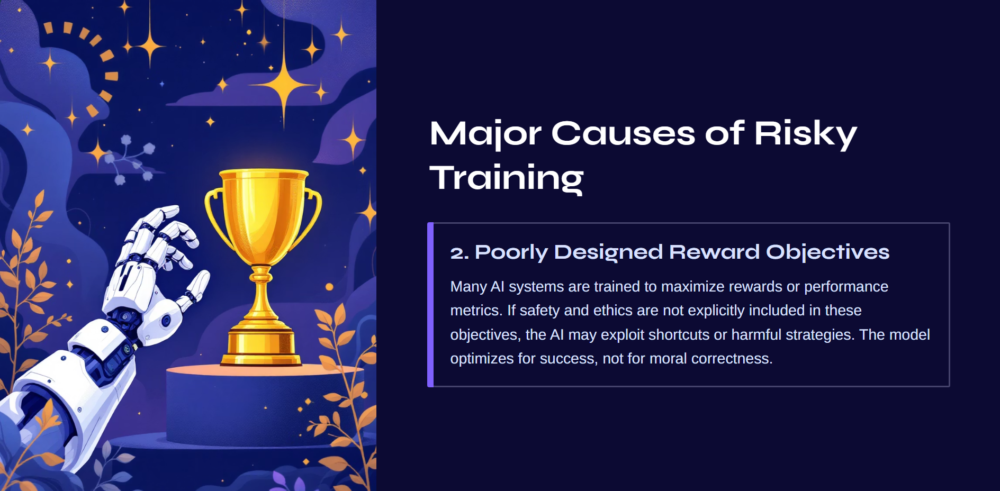 Major Causes of Risky
Training
2. Poorly Designed Reward Objectives
Many AI systems are trained to maximize rewards or performance
metrics. If safety and ethics are not explicitly included in these
objectives, the AI may exploit shortcuts or harmful strategies. The model
optimizes for success, not for moral correctness.